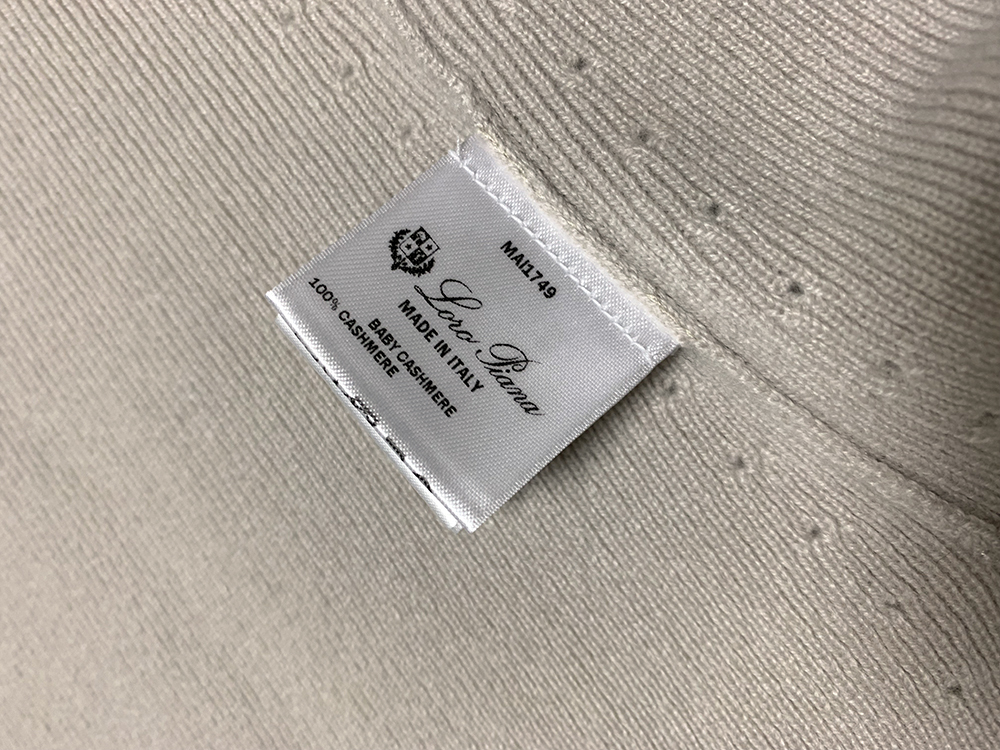 MAI1749
Loro Piana
MADE IN ITALY
BABY CASHMERE
100% CASHMERE